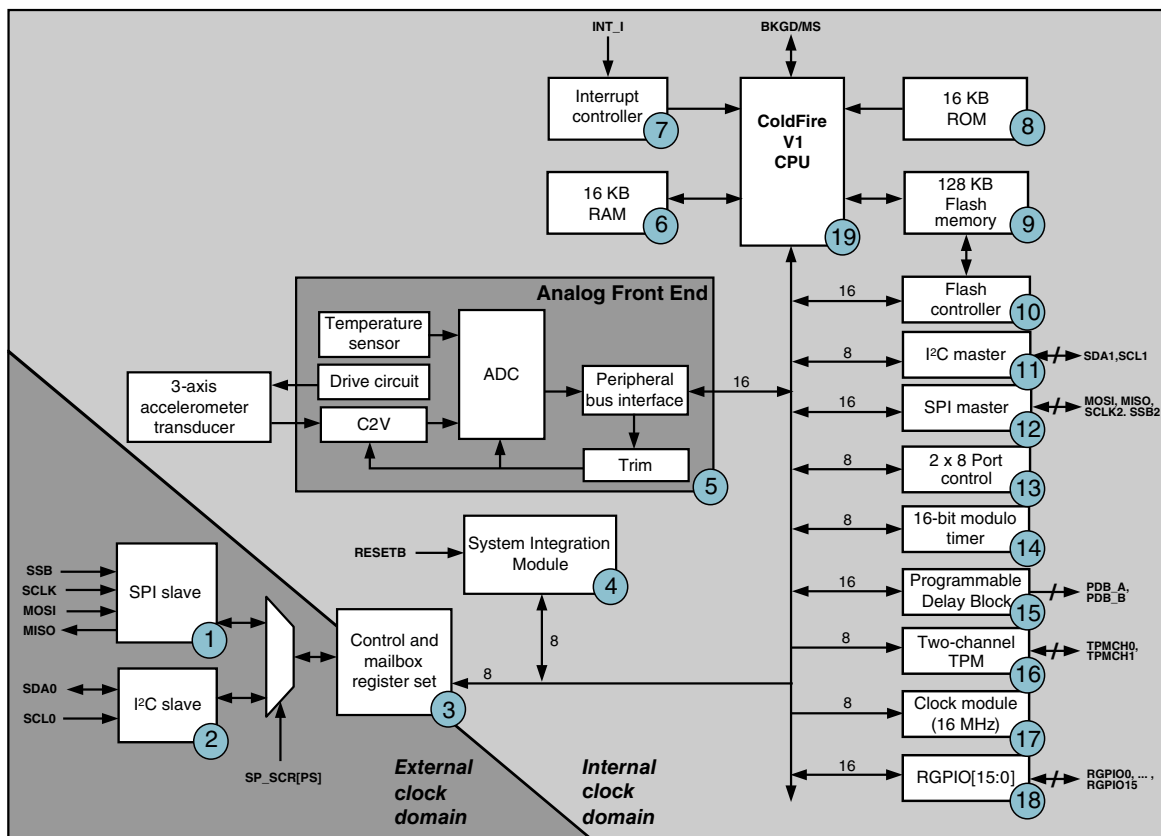 INT_I
BKGD/MS
Interrupt
controller
7
ColdFire
V1
CPU
19
16 KB
ROM
8
16 KB
RAM
6
128 KB
Flash
memory
9
Analog Front End
Temperature
sensor
Drive circuit
C2V
ADC
Peripheral
bus interface
Trim
5
16
3-axis
accelerometer
transducer
16
Flash
controller
10
8
I²C master
11
SDA1,SCL1
16
SPI master
12
MOSI, MISO,
SCLK2. SSB2
8
2 x 8 Port
control
13
8
16-bit modulo
timer
14
16
Programmable
Delay Block
15
PDB_A,
PDB_B
8
Two-channel
TPM
16
TPMCH0,
TPMCH1
8
Clock module
(16 MHz)
17
16
RGPIO[15:0]
18
RGPIO0, ... ,
RGPIO15
RESETB
System Integration
Module
4
8
SSB
SCLK
MOSI
MISO
SPI slave
1
SDA0
SCL0
I²C slave
2
SP_SCR[PS]
Control and
mailbox
register set
3
8
External
clock
domain
Internal
clock
domain